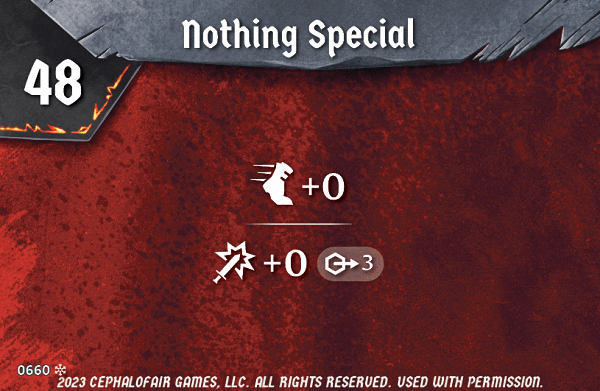 Nothing Special
48
+0
+0 3
0660
2023 CEPHALOFAIR GAMES, LLC. ALL RIGHTS RESERVED. USED WITH PERMISSION.